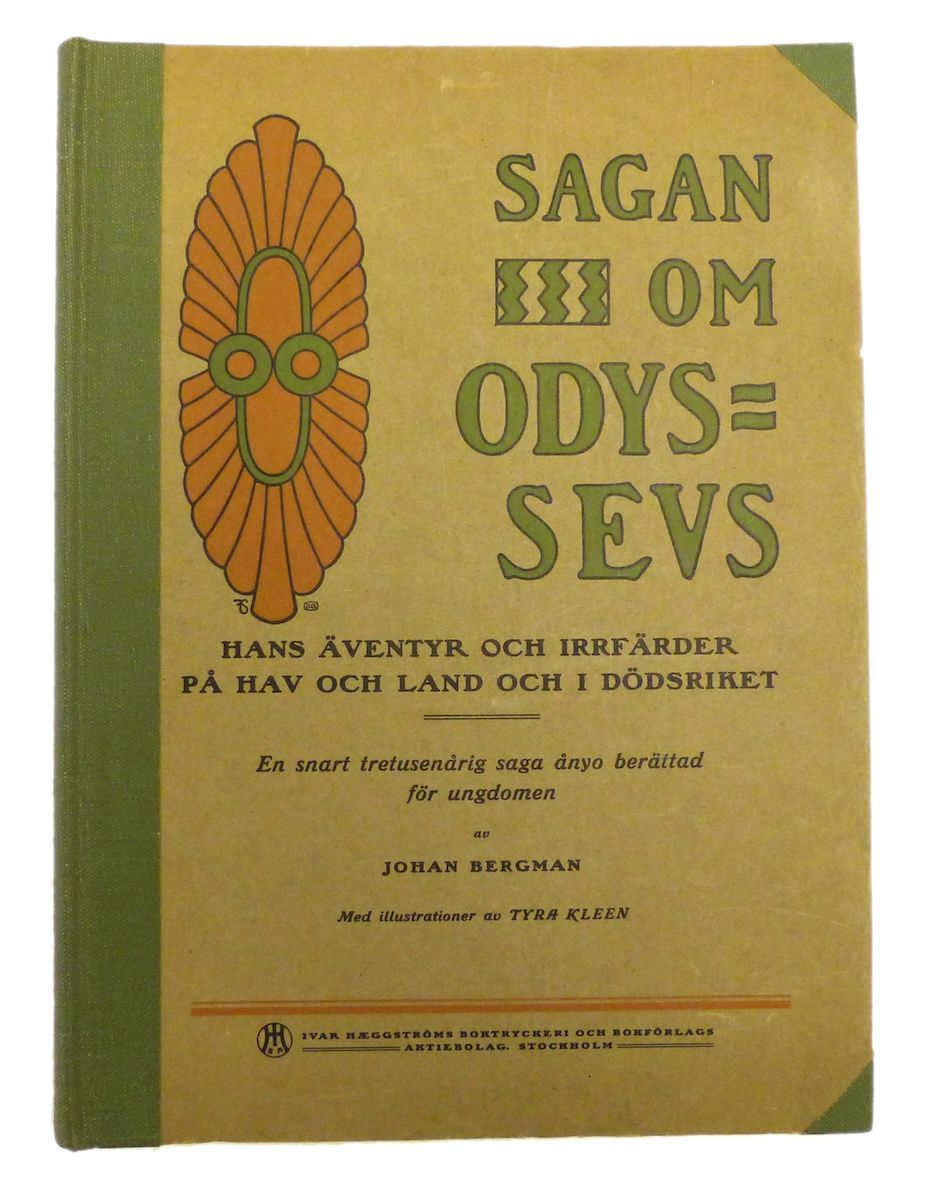 SAGAN
OM
ODYS=
SEVS
HANS ÄVENTYR OCH IRRFÄRDER
PÅ HAV OCH LAND OCH I DÖDSRIKET
En snart tretusenårig saga ånyo berättad
för ungdomen
av
JOHAN BERGMAN
Med illustrationer av TYRA KLEEN
IVAR HÆGGSTRÖMS BOKTRYCKERI OCH BOKFÖRLAGS
AKTIEBOLAG. STOCKHOLM